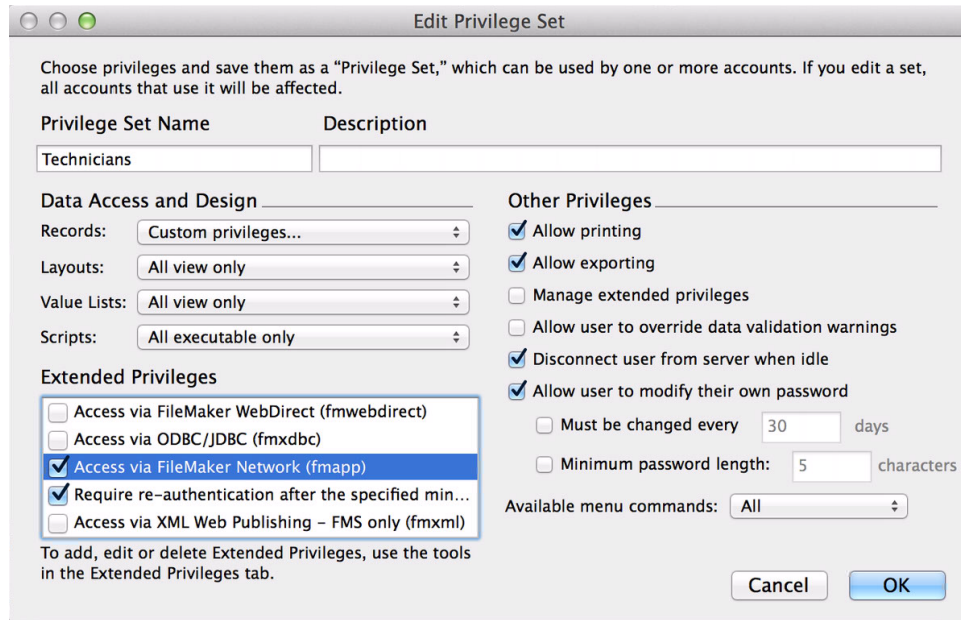 Edit Privilege Set
Choose privileges and save them as a “Privilege Set,” which can be used by one or more accounts. If you edit a set,
all accounts that use it will be affected.
Privilege Set Name
Description
Technicians
Data Access and Design
Records: Custom privileges...
Layouts: All view only
Value Lists: All view only
Scripts: All executable only
Extended Privileges
Access via FileMaker WebDirect (fmwebdirect)
Access via ODBC/JDBC (fmxdbc)
Access via FileMaker Network (fmapp)
Require re-authentication after the specified min...
Access via XML Web Publishing – FMS only (fmxml)
To add, edit or delete Extended Privileges, use the tools
in the Extended Privileges tab.
Other Privileges
Allow printing
Allow exporting
Manage extended privileges
Allow user to override data validation warnings
Disconnect user from server when idle
Allow user to modify their own password
Must be changed every 30 days
Minimum password length: 5 characters
Available menu commands: All
Cancel
OK